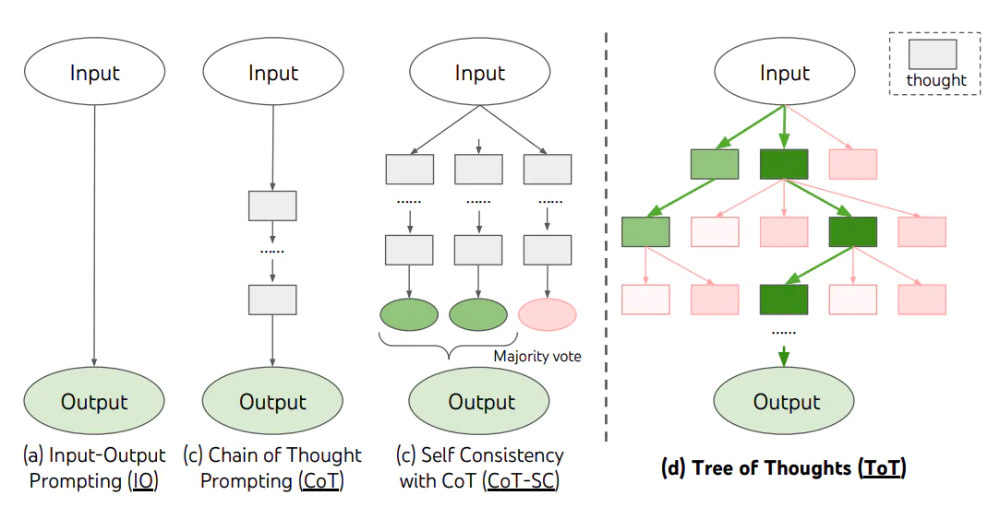 Input
Input
Input
Input
thought
......
......
......
......
......
Majority vote
Output
Output
Output
Output
(a) Input-Output
Prompting (IO)
(c) Chain of Thought
Prompting (CoT)
(c) Self Consistency
with CoT (CoT-SC)
(d) Tree of Thoughts (ToT)